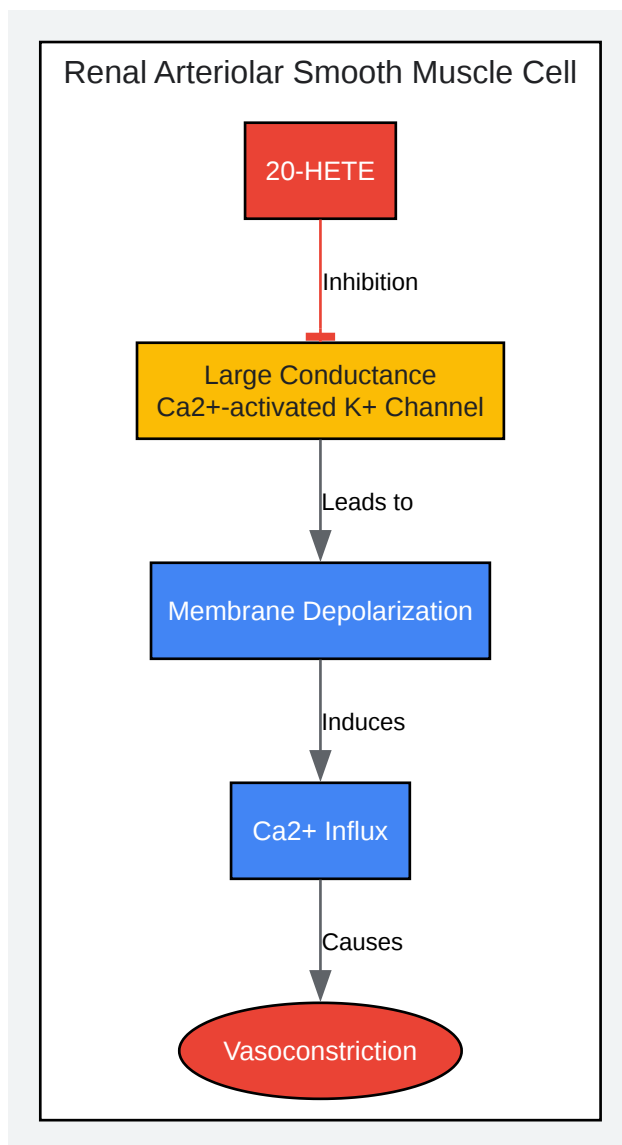 Renal Arteriolar Smooth Muscle Cell
20-HETE
Inhibition
Large Conductance
Ca2+-activated K+ Channel
Leads to
Membrane Depolarization
Induces
Ca2+ Influx
Causes
Vasoconstriction